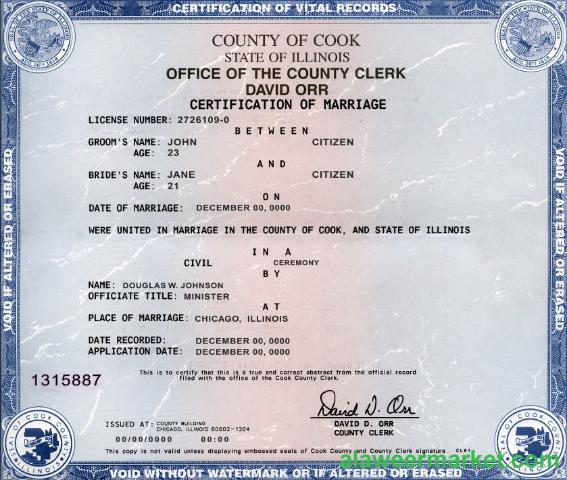 CERTIFICATION OF VITAL RECORDS
COUNTY OF COOK
STATE OF ILLINOIS
OFFICE OF THE COUNTY CLERK
DAVID ORR
CERTIFICATION OF MARRIAGE
LICENSE NUMBER: 2726109-0
BETWEEN
GROOM'S NAME: JOHN CITIZEN
AGE: 23
AND
BRIDE'S NAME: JANE CITIZEN
AGE: 21
ON
DATE OF MARRIAGE: DECEMBER 00, 0000
WERE UNITED IN MARRIAGE IN THE COUNTY OF COOK, AND STATE OF ILLINOIS
IN A
CIVIL CEREMONY
BY
NAME: DOUGLAS W. JOHNSON
OFFICIATE TITLE: MINISTER
AT
PLACE OF MARRIAGE: CHICAGO, ILLINOIS
DATE RECORDED: DECEMBER 00, 0000
APPLICATION DATE: DECEMBER 00, 0000
This is to certify that this is a true and correct abstract from the official record
filed with the office of the Cook County Clerk.
1315887
David D. Orr
ISSUED AT: COUNTY BUILDING
CHICAGO, ILLINOIS 60602-1304
DAVID D. ORR
COUNTY CLERK
00/00/0000 00:00
This copy is not valid unless displaying embossed seals of Cook County and County Clerk signature
alaweermarket.com
VOID WITHOUT WATERMARK OR IF ALTERED OR ERASED
VOID IF ALTERED OR ERASED
VOID IF ALTERED OR ERASED